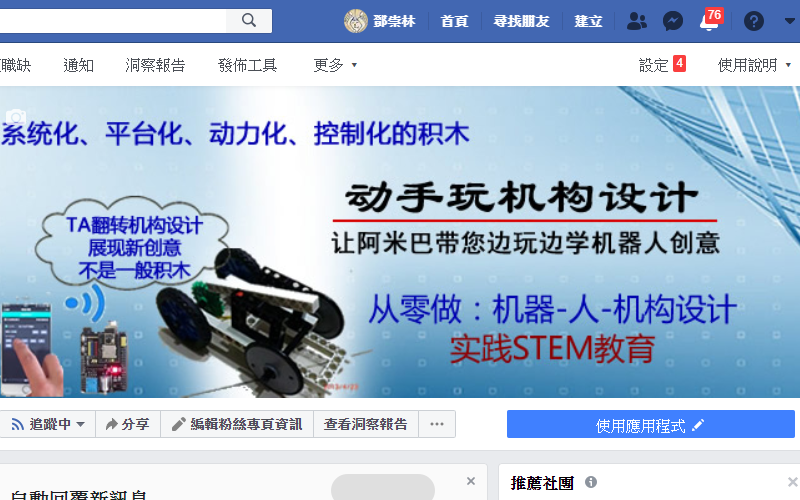 鄧崇林 首頁 尋找朋友 建立 76
職缺 通知 洞察報告 發佈工具 更多 設定 4 使用說明
系统化、平台化、动力化、控制化的积木
动手玩机构设计
TA翻转机构设计
展现新创意
不是一般积木
让阿米巴带您边玩边学机器人创意
从零做：机器-人-机构设计
实践STEM教育
追蹤中 分享 編輯粉絲專頁資訊 查看洞察報告 使用應用程式
自動回覆新訊息
推薦社團